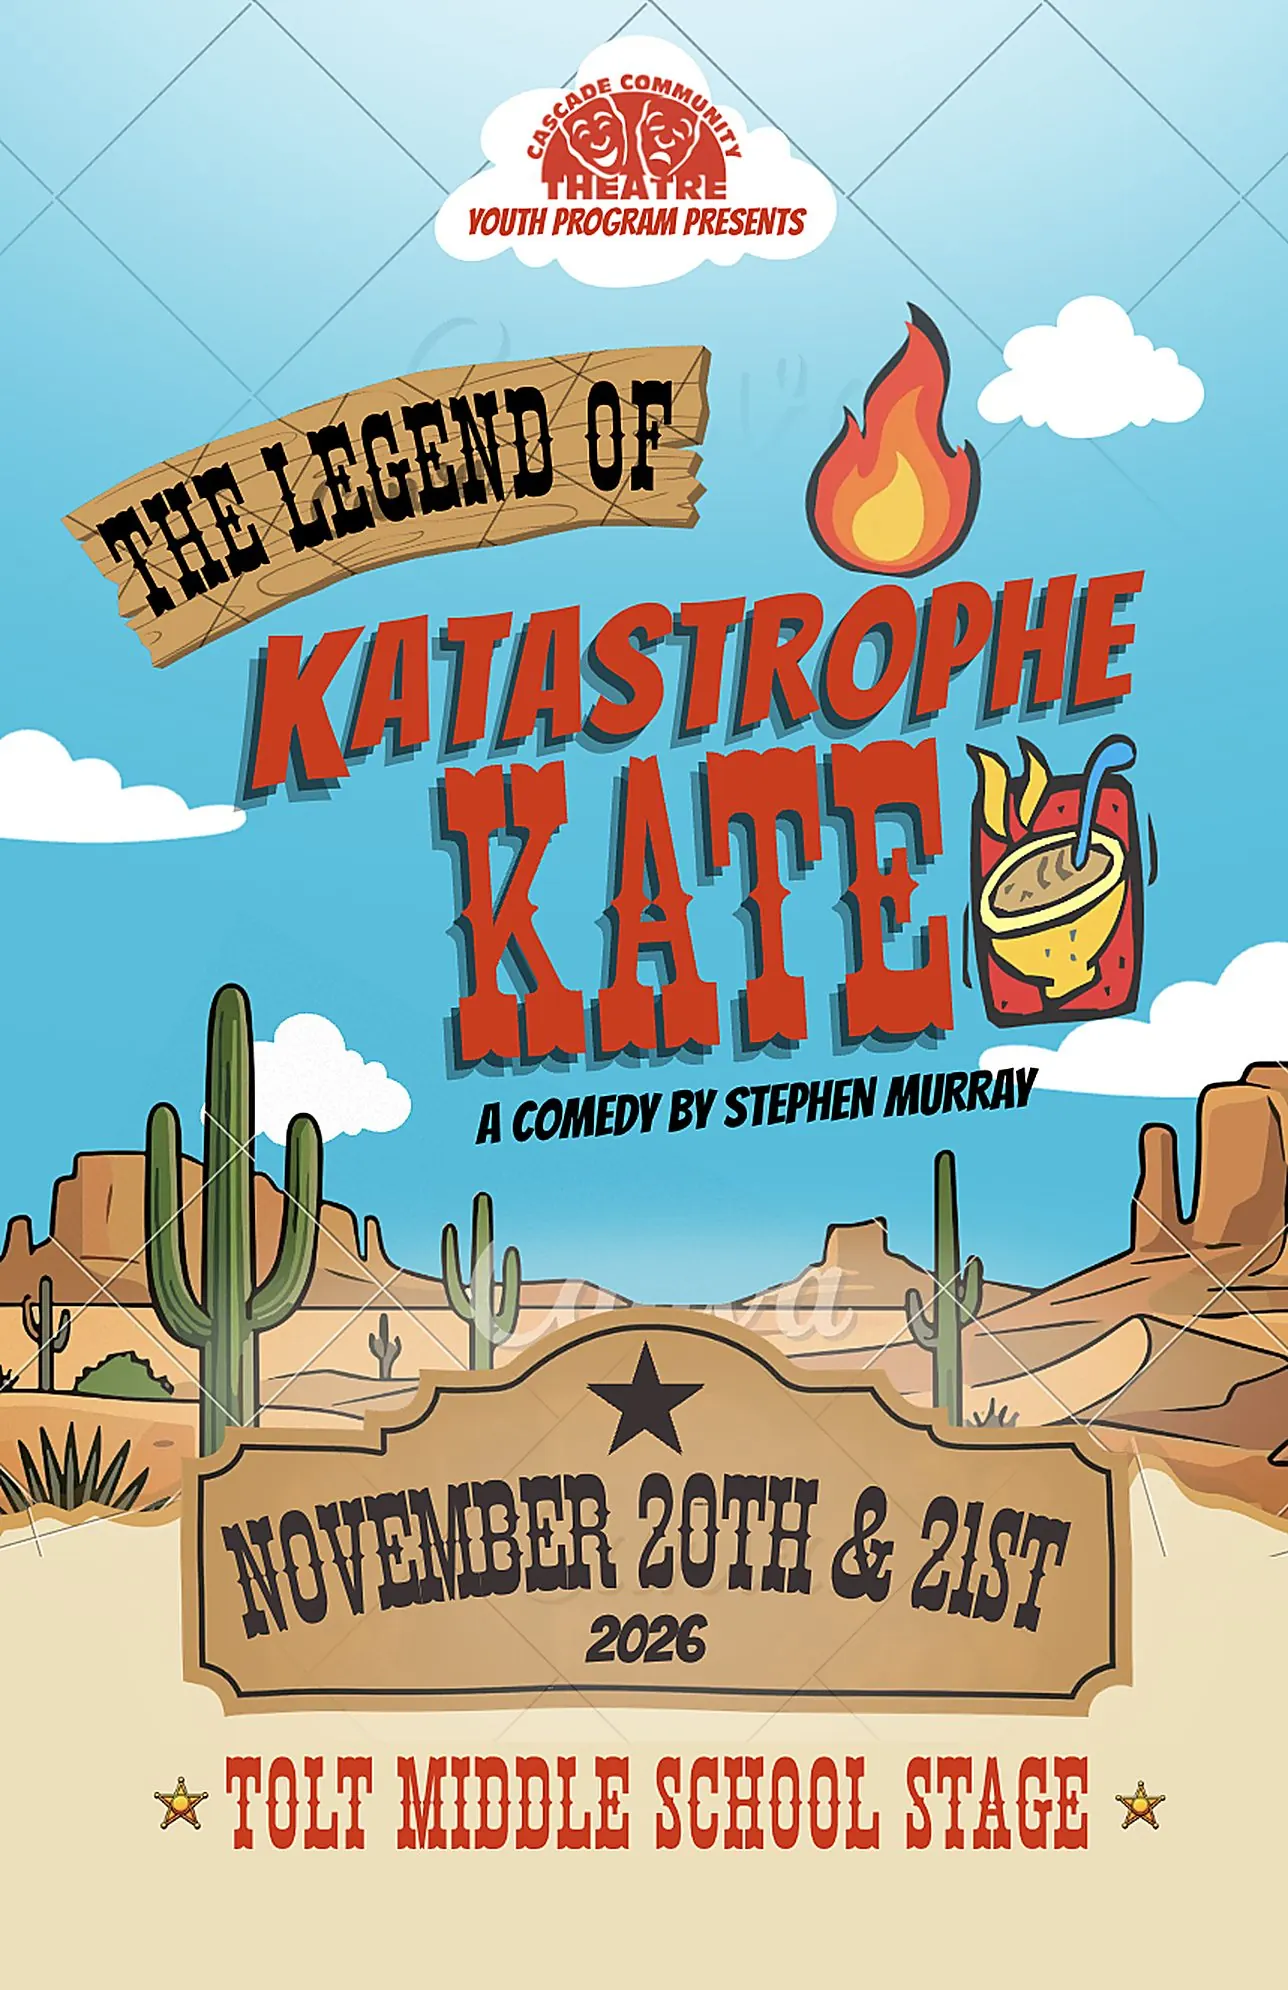 CASCADE COMMUNITY
THEATRE
YOUTH PROGRAM PRESENTS
THE LEGEND OF
KATASTROPHE
KATE
A COMEDY BY STEPHEN MURRAY
Canva
NOVEMBER 20TH & 21ST
2026
TOLT MIDDLE SCHOOL STAGE